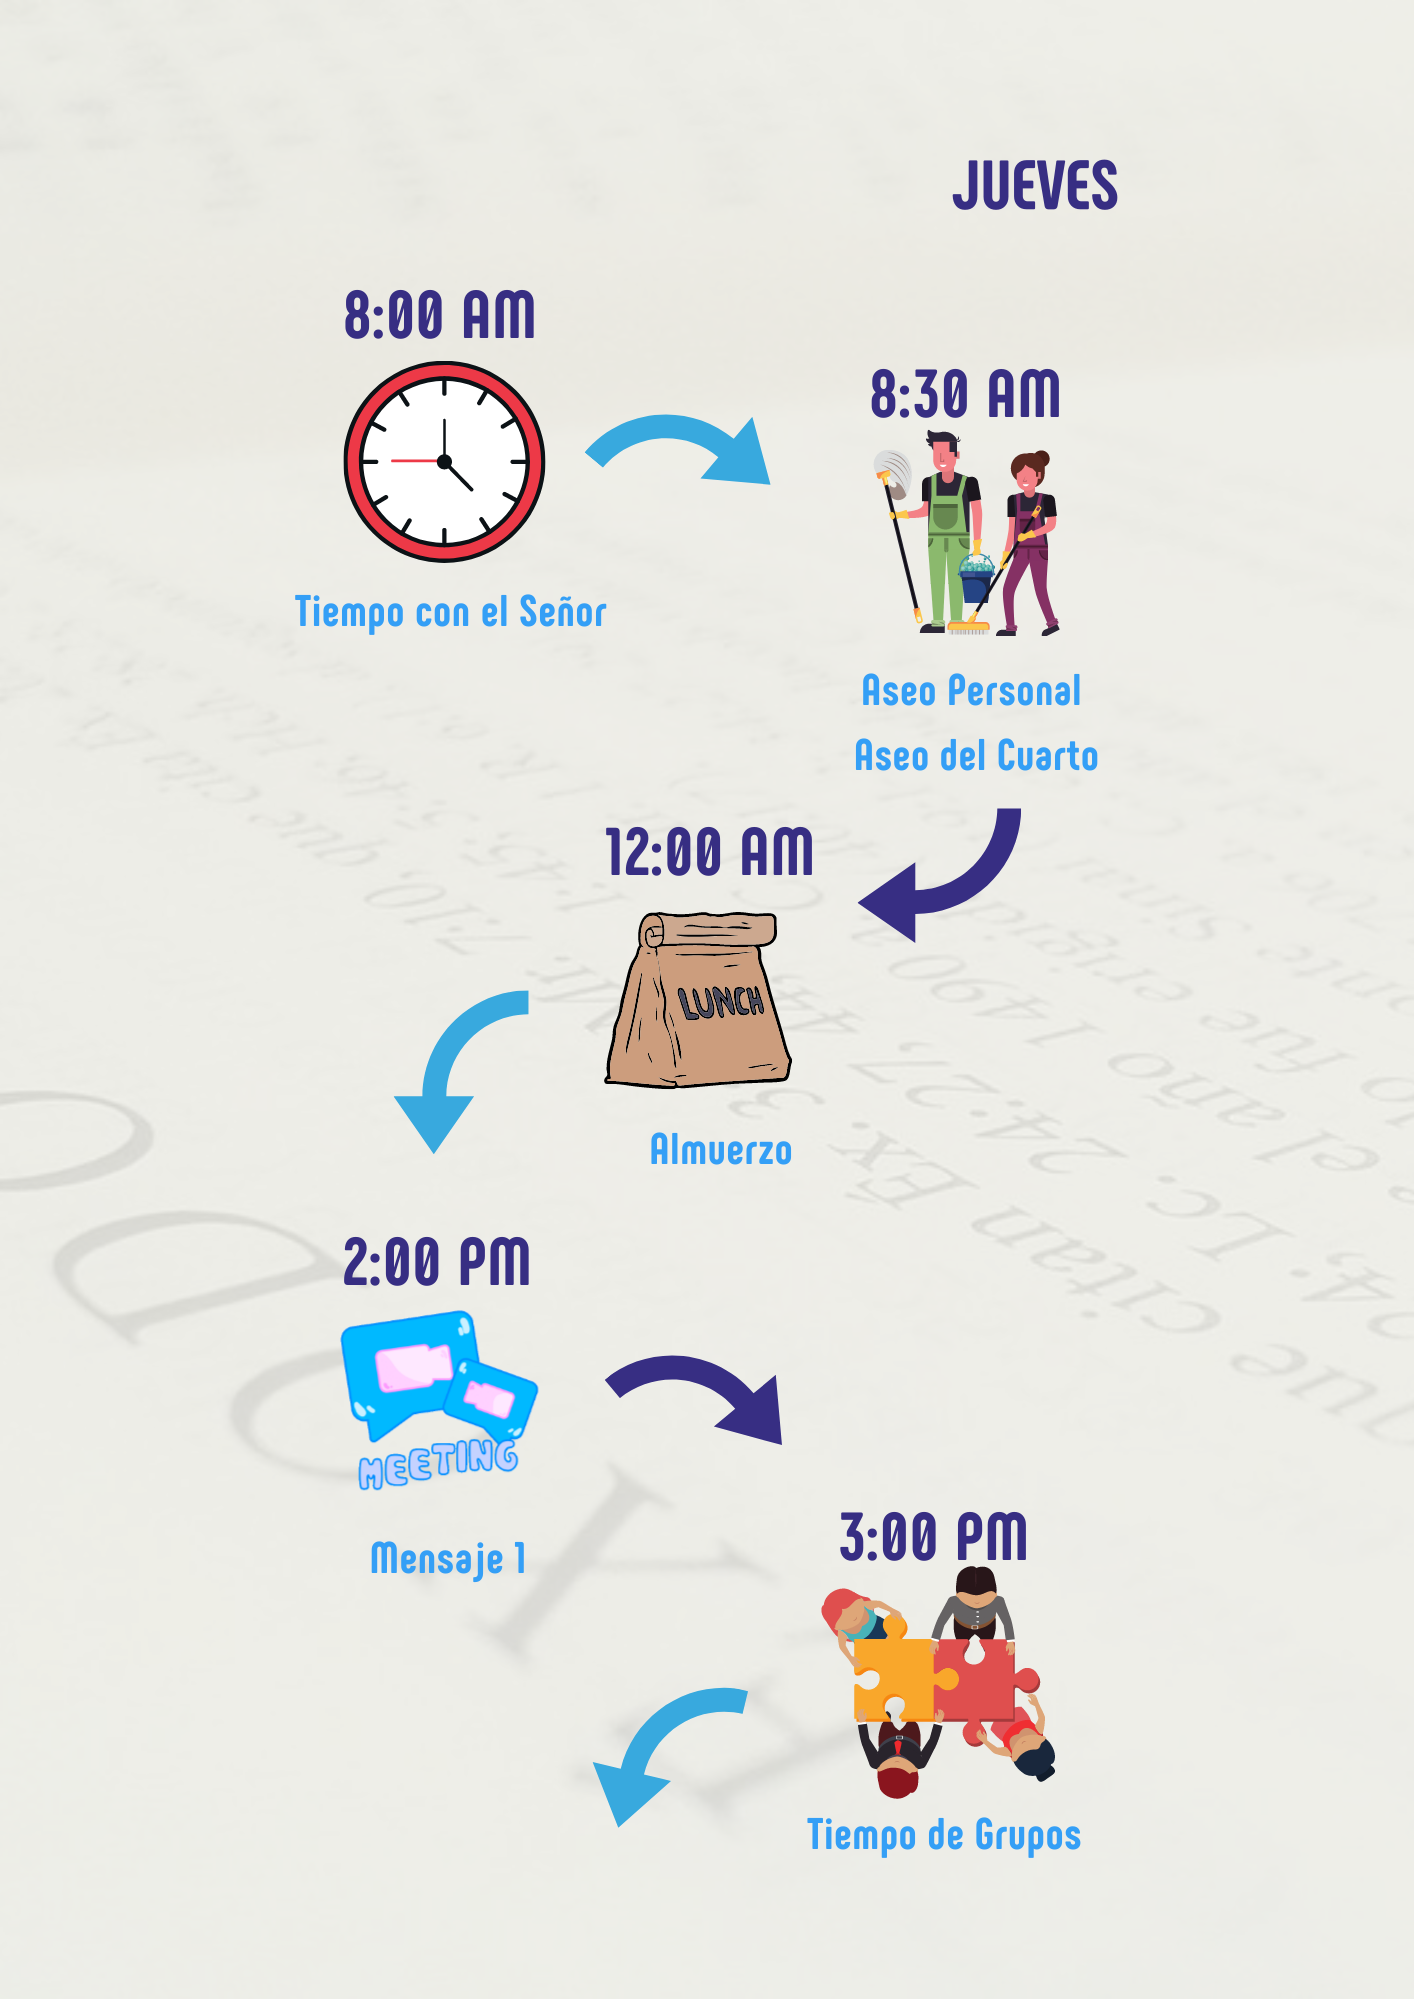 JUEVES
8:00 AM
Tiempo con el Señor
8:30 AM
Aseo Personal
Aseo del Cuarto
12:00 AM
LUNCH
Almuerzo
2:00 PM
MEETING
Mensaje 1
3:00 PM
Tiempo de Grupos